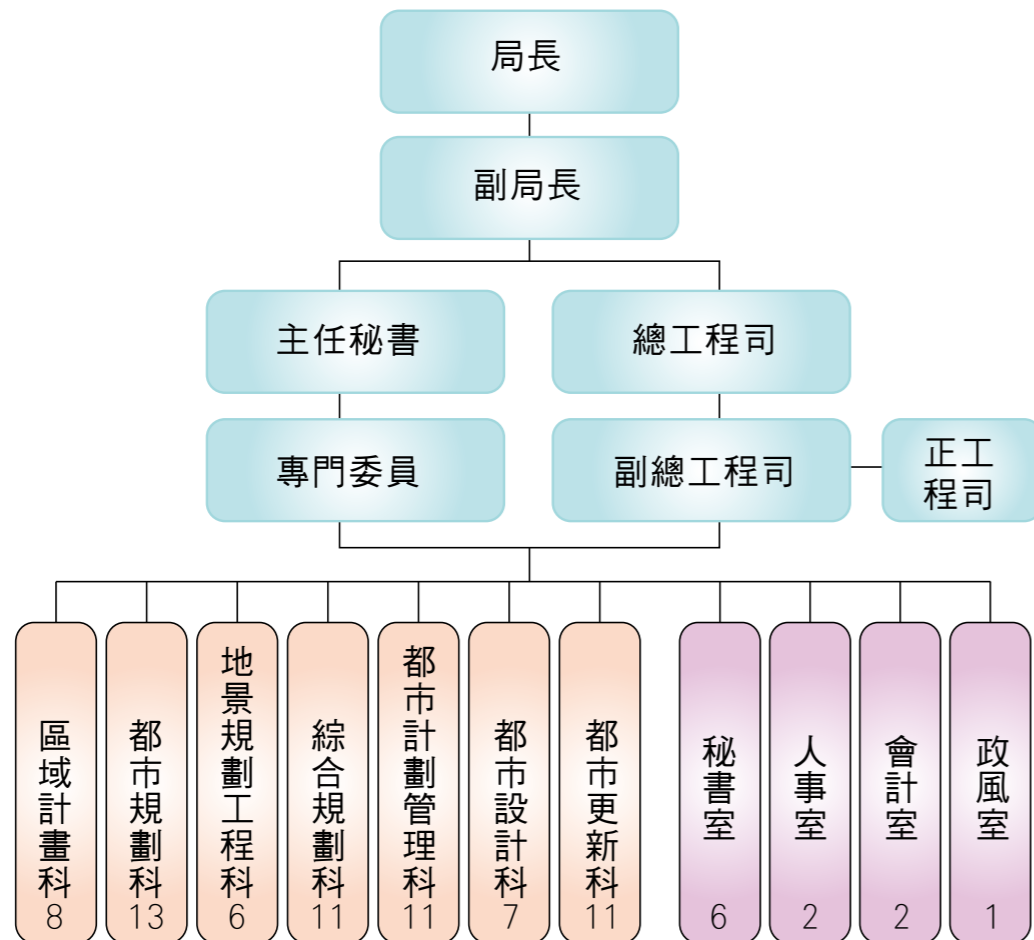 局長
副局長
主任秘書
總工程司
專門委員
副總工程司
正工
程司
區域計畫科
8
都市規劃科
13
地景規劃工程科
6
綜合規劃科
11
都市計劃管理科
11
都市設計科
7
都市更新科
11
秘書室
6
人事室
2
會計室
2
政風室
1